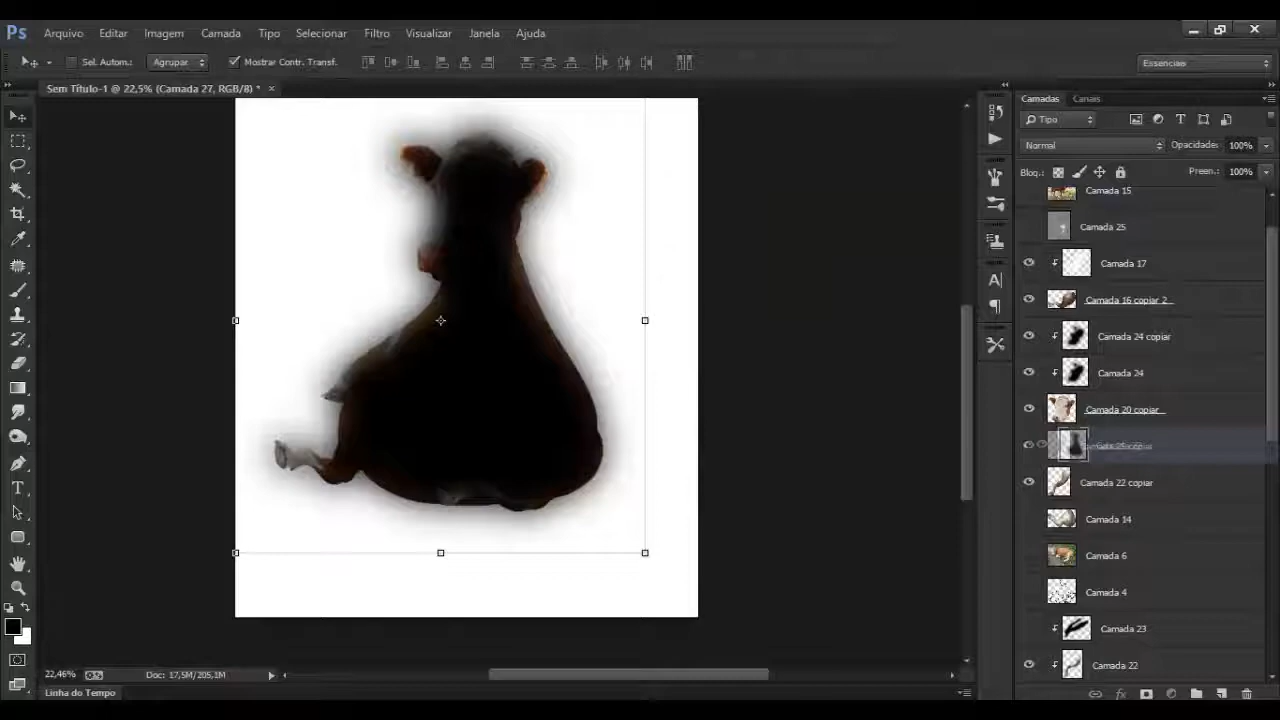 Ps Arquivo Editar Imagem Camada Tipo Selecionar Filtro Visualizar Janela Ajuda
Sel. Autom.: Agrupar Mostrar Contr. Transf. Essenciais
Sem Título-1 @ 22,5% (Camada 27, RGB/8) * ×
Camadas Canais
Tipo
Normal Opacidade: 100%
Bloq.: Preen.: 100%
Camada 15
Camada 25
Camada 17
Camada 16 copiar 2
Camada 24 copiar
Camada 24
Camada 20 copiar
Camada 22 copiar
Camada 14
Camada 6
Camada 4
Camada 23
Camada 22
22,46% Doc: 17,5M/205,1M
Linha do Tempo